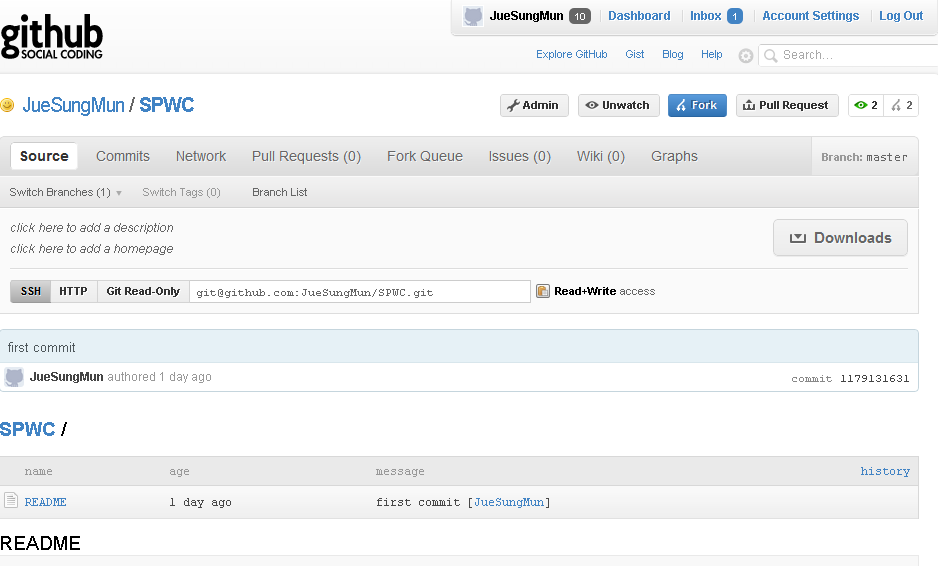 github
SOCIAL CODING
JueSungMun 10 Dashboard Inbox 1 Account Settings Log Out
Explore GitHub Gist Blog Help Search...
JueSungMun / SPWC
Admin Unwatch Fork Pull Request 2 2
Source Commits Network Pull Requests (0) Fork Queue Issues (0) Wiki (0) Graphs Branch: master
Switch Branches (1) Switch Tags (0) Branch List
click here to add a description
click here to add a homepage
Downloads
SSH HTTP Git Read-Only git@github.com:JueSungMun/SPWC.git Read+Write access
first commit
JueSungMun authored 1 day ago commit 1179131631
SPWC /
name age message history
README 1 day ago first commit [JueSungMun]
README